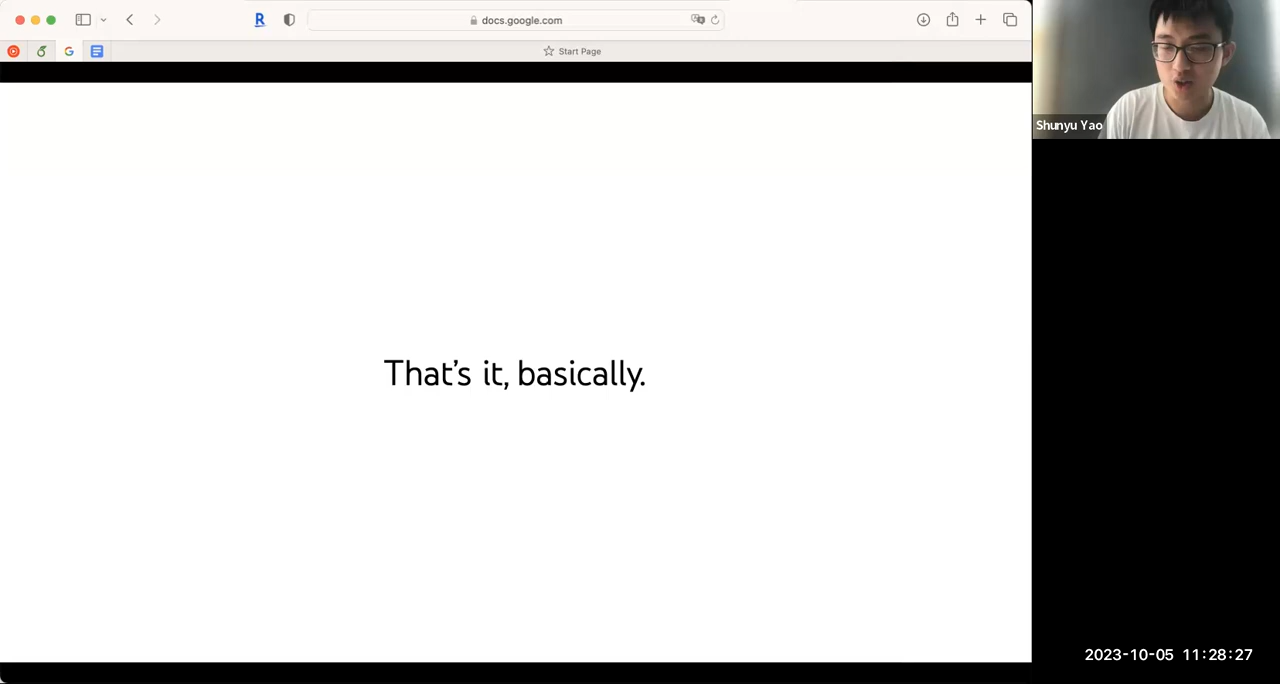 docs.google.com
Start Page
Shunyu Yao
That's it, basically.
2023-10-05 11:28:27